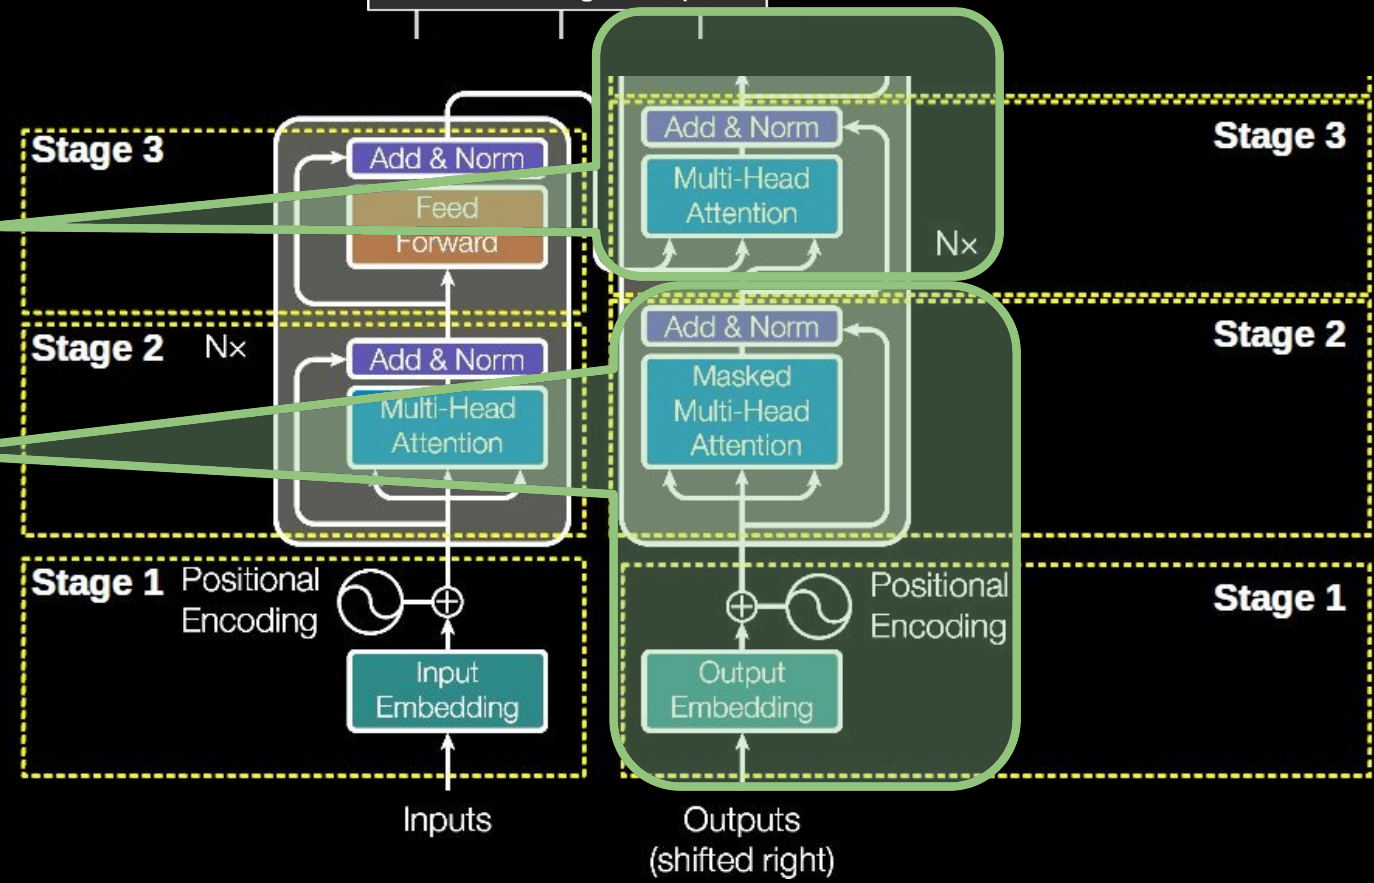 Stage 3
Add & Norm
Feed
Forward
Stage 2
N×
Add & Norm
Multi-Head
Attention
Stage 1
Positional
Encoding
Input
Embedding
Inputs
Add & Norm
Multi-Head
Attention
Stage 3
N×
Add & Norm
Masked
Multi-Head
Attention
Stage 2
Positional
Encoding
Stage 1
Output
Embedding
Outputs
(shifted right)